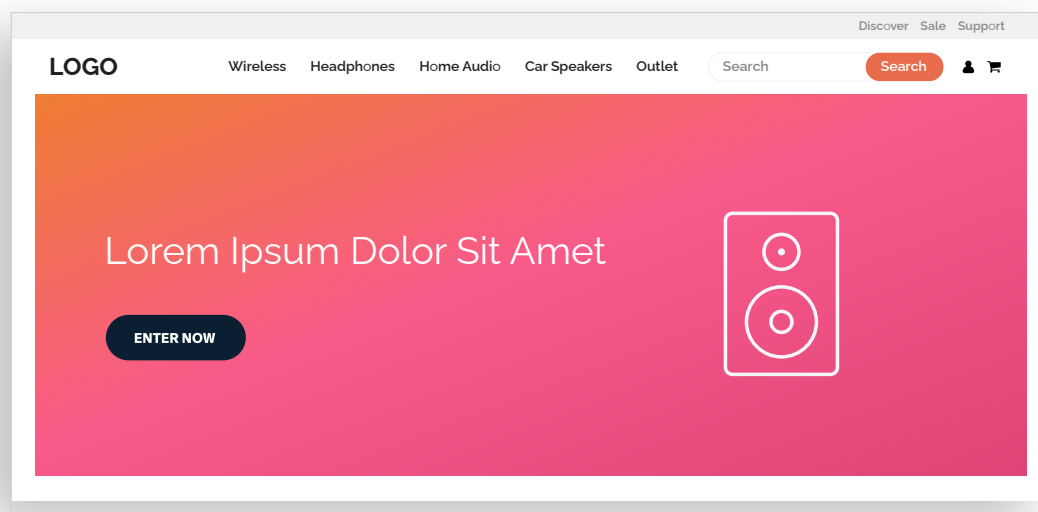 Discover Sale Support
LOGO Wireless Headphones Home Audio Car Speakers Outlet Search Search
Lorem Ipsum Dolor Sit Amet
ENTER NOW